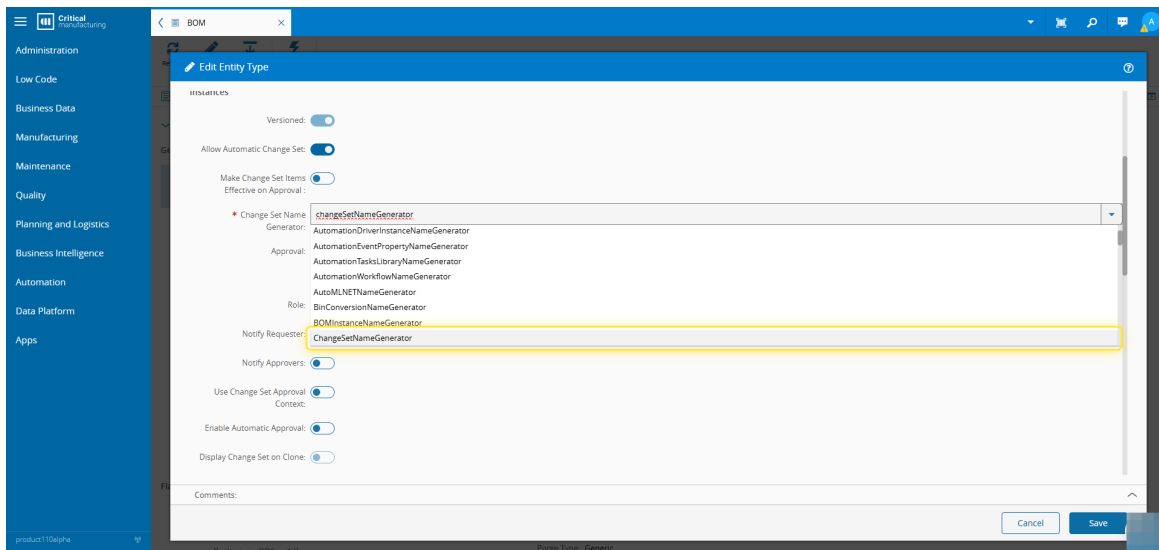 Critical
manufacturing
BOM
A
Administration
Low Code
Business Data
Manufacturing
Maintenance
Quality
Planning and Logistics
Business Intelligence
Automation
Data Platform
Apps
product110alpha
Edit Entity Type
Instances
Versioned:
Allow Automatic Change Set:
Make Change Set Items
Effective on Approval :
* Change Set Name
Generator:
changeSetNameGenerator
AutomationDriverInstanceNameGenerator
AutomationEventPropertyNameGenerator
AutomationTasksLibraryNameGenerator
AutomationWorkflowNameGenerator
AutoMLNETNameGenerator
BinConversionNameGenerator
BOMInstanceNameGenerator
ChangeSetNameGenerator
Approval:
Role:
Notify Requester:
Notify Approvers:
Use Change Set Approval
Context:
Enable Automatic Approval:
Display Change Set on Clone:
Comments:
Cancel
Save
Purge Type Generic